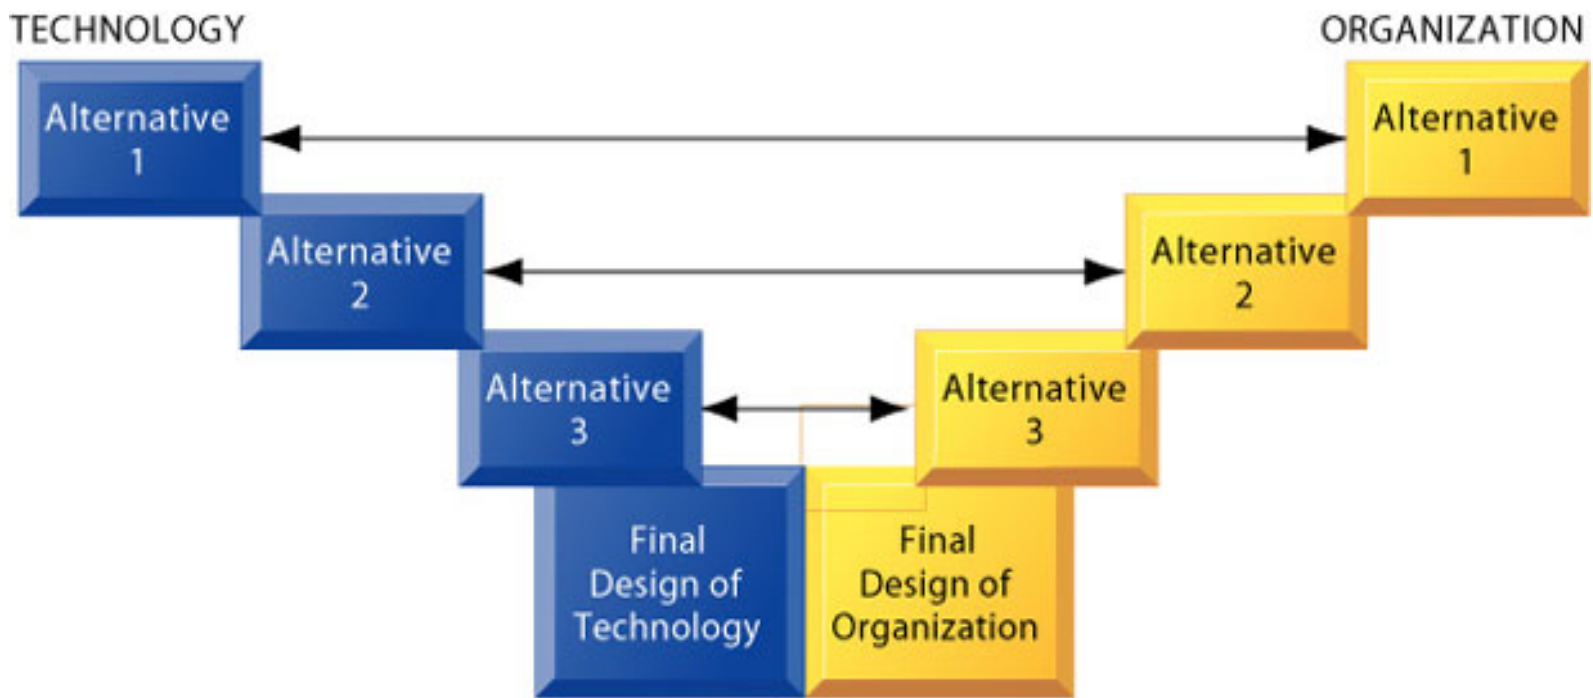 TECHNOLOGY
ORGANIZATION
Alternative
1
Alternative
1
Alternative
2
Alternative
2
Alternative
3
Alternative
3
Final
Design of
Technology
Final
Design of
Organization